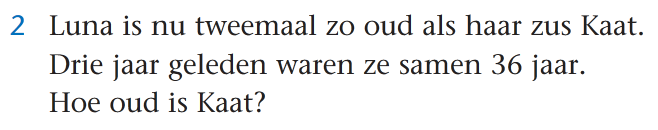 2 Luna is nu tweemaal zo oud als haar zus Kaat.
Drie jaar geleden waren ze samen 36 jaar.
Hoe oud is Kaat?